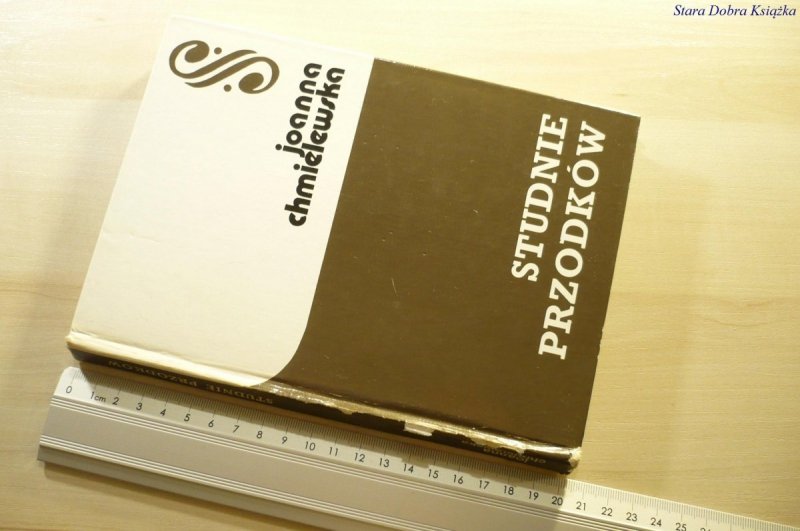 Stara Dobra Książka
joanna
chmielewska
STUDNIE
PRZODKÓW
STUDNIE PRZODKÓW
0 1cm 2 3 4 5 6 7 8 9 10 11 12 13 14 15 16 17 18 19 20 21 22 23 24 25